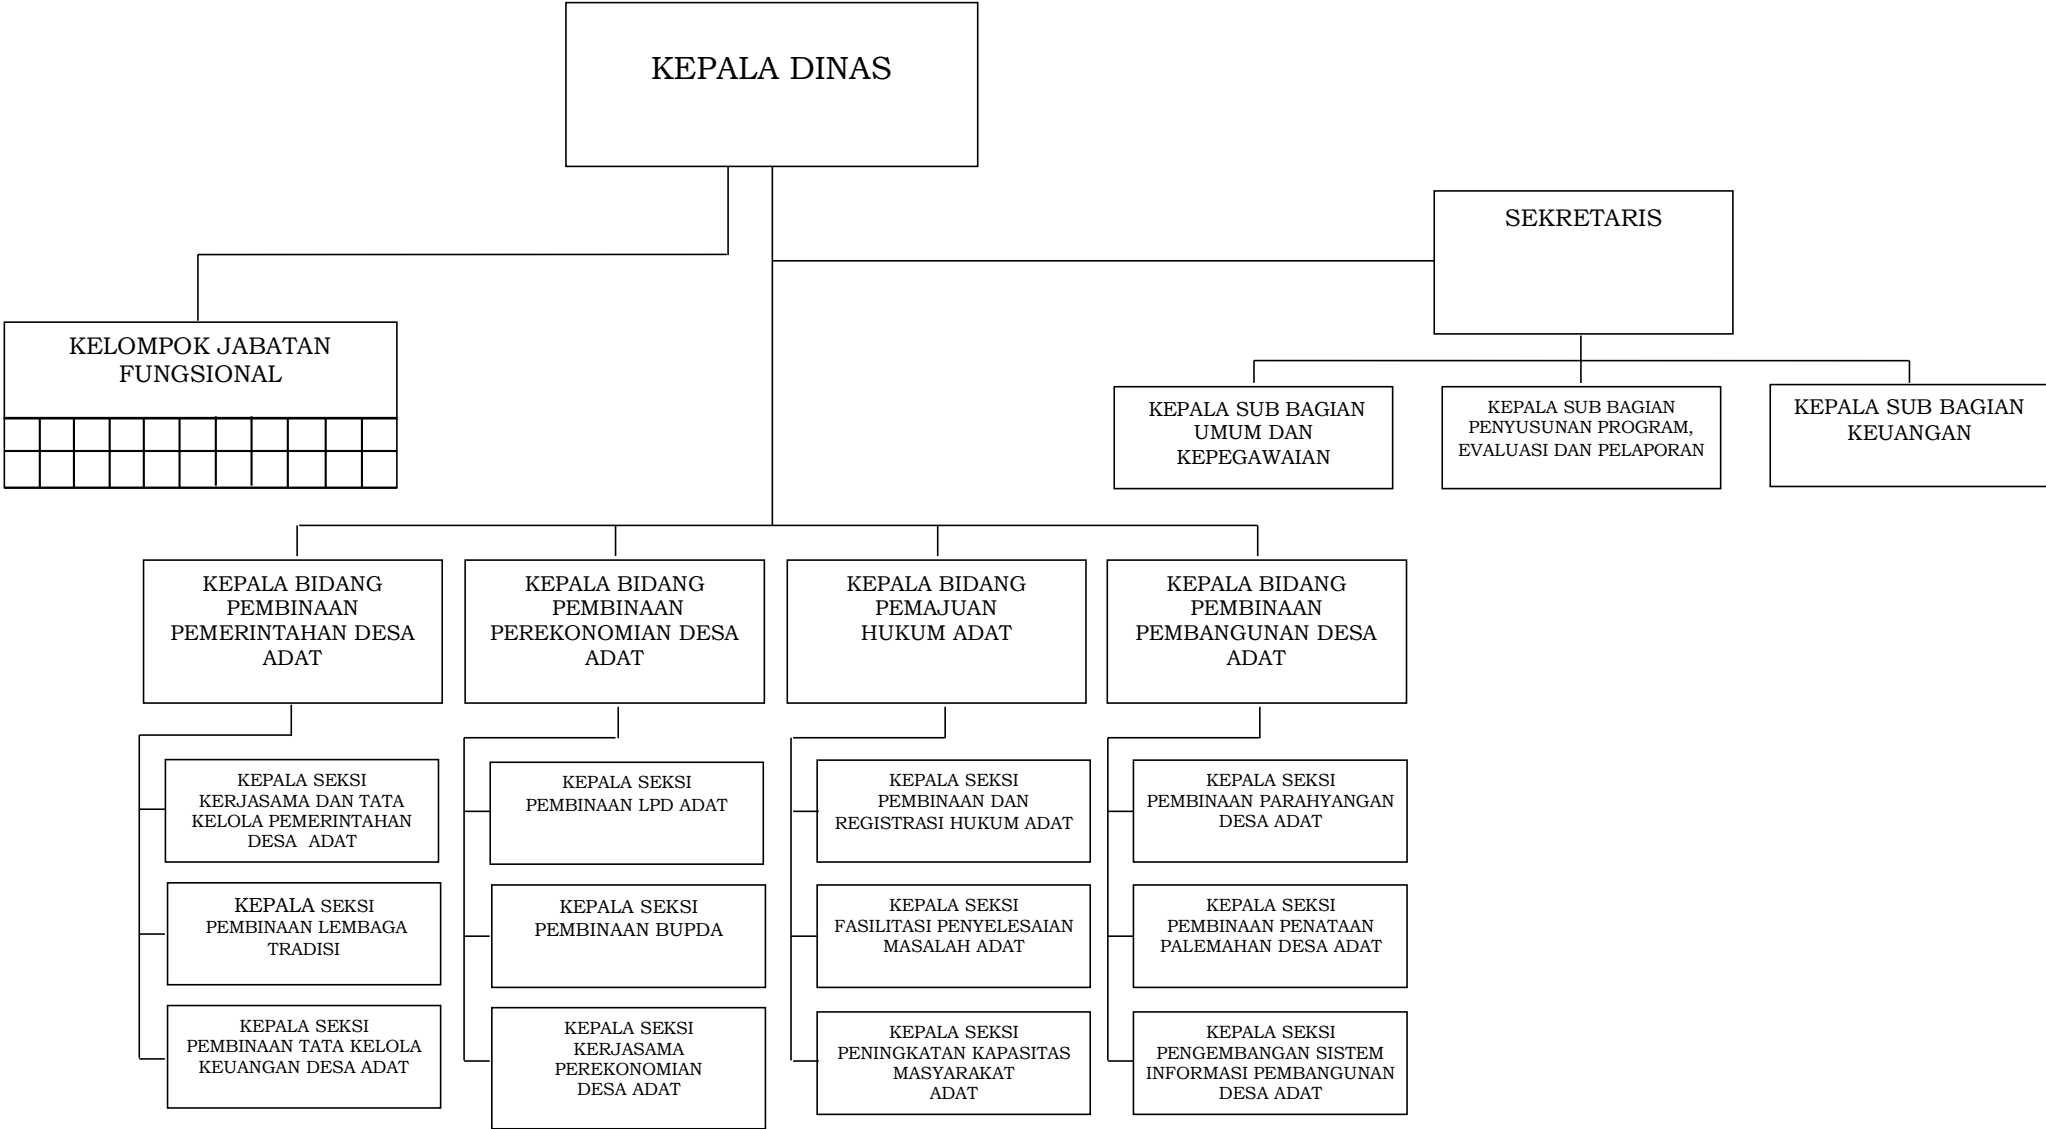 KEPALA DINAS
SEKRETARIS
KELOMPOK JABATAN
FUNGSIONAL
KEPALA SUB BAGIAN
UMUM DAN
KEPEGAWAIAN
KEPALA SUB BAGIAN
PENYUSUNAN PROGRAM,
EVALUASI DAN PELAPORAN
KEPALA SUB BAGIAN
KEUANGAN
KEPALA BIDANG
PEMBINAAN
PEMERINTAHAN DESA
ADAT
KEPALA BIDANG
PEMBINAAN
PEREKONOMIAN DESA
ADAT
KEPALA BIDANG
PEMAJUAN
HUKUM ADAT
KEPALA BIDANG
PEMBINAAN
PEMBANGUNAN DESA
ADAT
KEPALA SEKSI
KERJASAMA DAN TATA
KELOLA PEMERINTAHAN
DESA  ADAT
KEPALA SEKSI
PEMBINAAN LEMBAGA
TRADISI
KEPALA SEKSI
PEMBINAAN TATA KELOLA
KEUANGAN DESA ADAT
KEPALA SEKSI
PEMBINAAN LPD ADAT
KEPALA SEKSI
PEMBINAAN BUPDA
KEPALA SEKSI
KERJASAMA
PEREKONOMIAN
DESA ADAT
KEPALA SEKSI
PEMBINAAN DAN
REGISTRASI HUKUM ADAT
KEPALA SEKSI
FASILITASI PENYELESAIAN
MASALAH ADAT
KEPALA SEKSI
PENINGKATAN KAPASITAS
MASYARAKAT
ADAT
KEPALA SEKSI
PEMBINAAN PARAHYANGAN
DESA ADAT
KEPALA SEKSI
PEMBINAAN PENATAAN
PALEMAHAN DESA ADAT
KEPALA SEKSI
PENGEMBANGAN SISTEM
INFORMASI PEMBANGUNAN
DESA ADAT